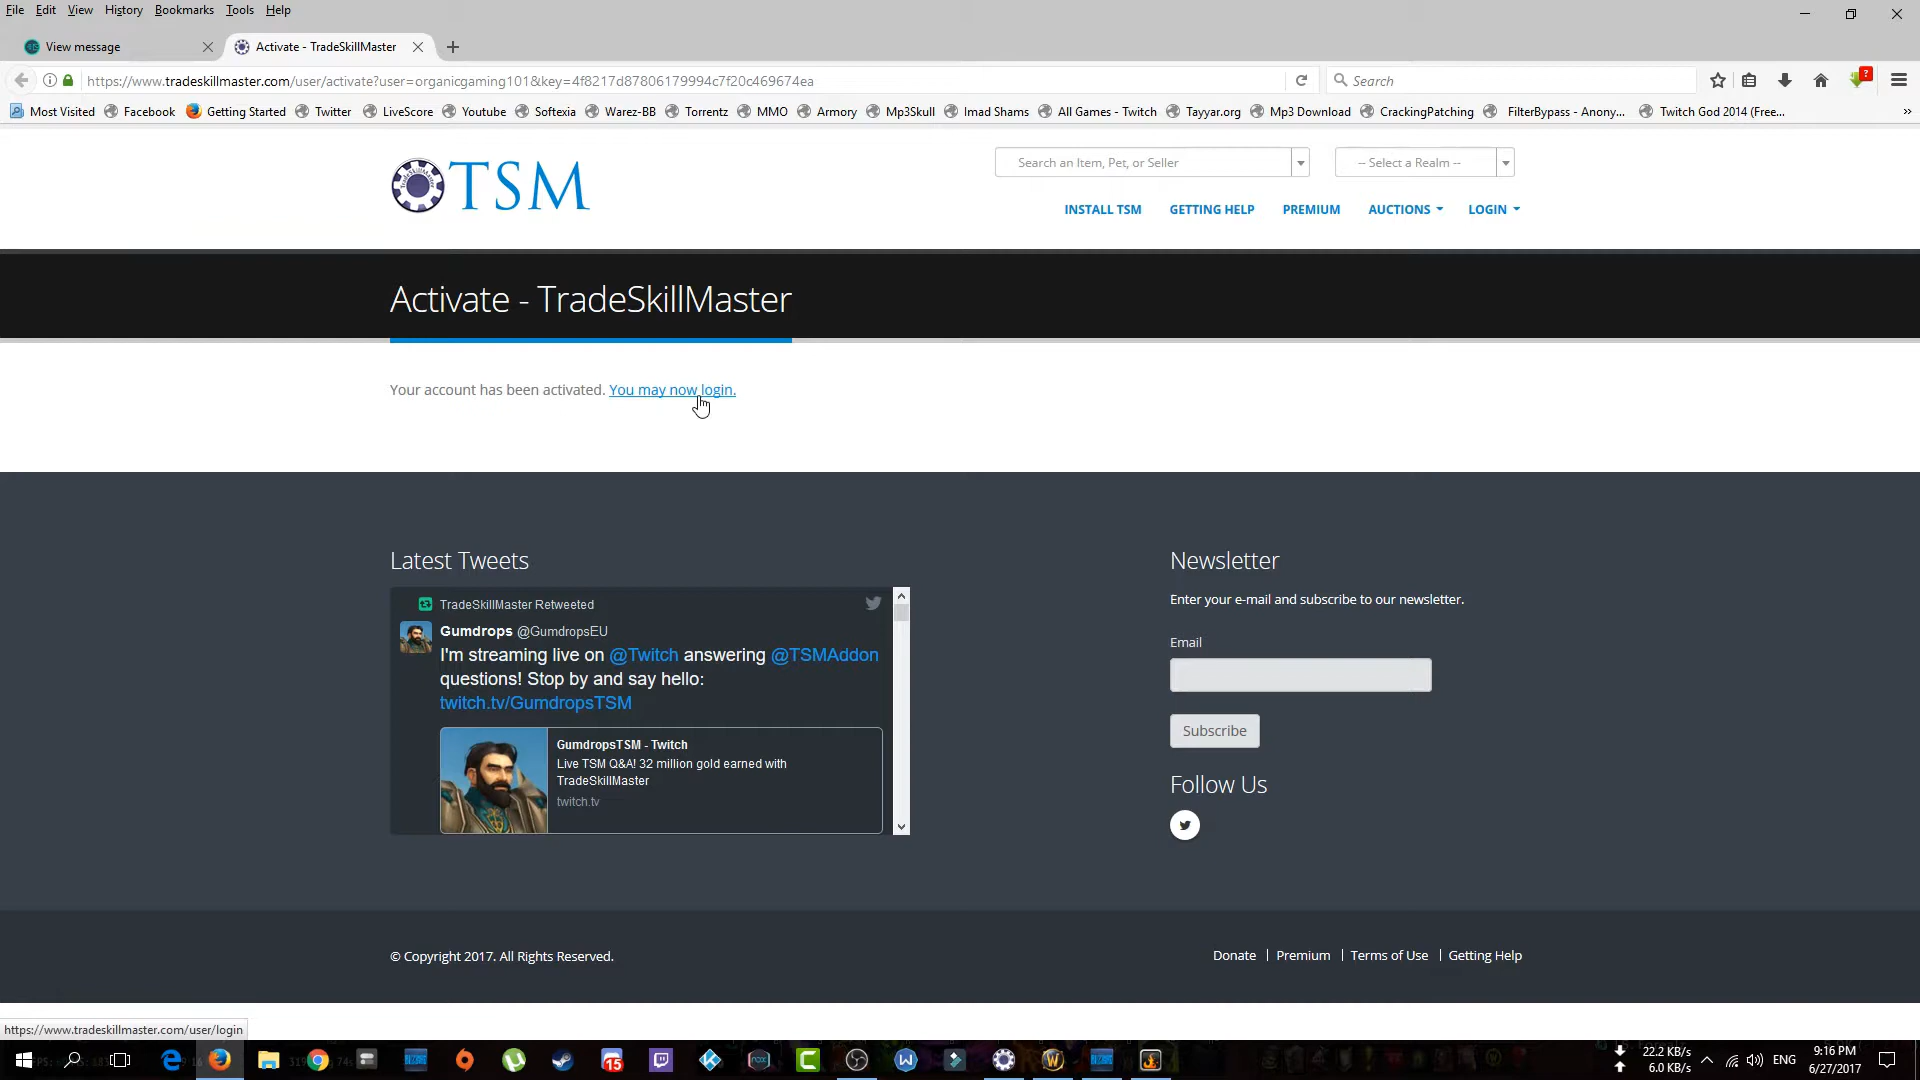 File Edit View History Bookmarks Tools Help
View message
Activate - TradeSkillMaster
https://www.tradeskillmaster.com/user/activate?user=organicgaming101&key=4f8217d87806179994c7f20c469674ea
Search
Most Visited Facebook Getting Started Twitter LiveScore Youtube Softexia Warez-BB Torrentz MMO Armory Mp3Skull Imad Shams All Games - Twitch Tayyar.org Mp3 Download CrackingPatching FilterBypass - Anony... Twitch God 2014 (Free...
TSM
Search an Item, Pet, or Seller
-- Select a Realm --
INSTALL TSM GETTING HELP PREMIUM AUCTIONS LOGIN
Activate - TradeSkillMaster
Your account has been activated. You may now login.
Latest Tweets
TradeSkillMaster Retweeted
Gumdrops @GumdropsEU
I'm streaming live on @Twitch answering @TSMAddon
questions! Stop by and say hello:
twitch.tv/GumdropsTSM
GumdropsTSM - Twitch
Live TSM Q&A! 32 million gold earned with
TradeSkillMaster
twitch.tv
Newsletter
Enter your e-mail and subscribe to our newsletter.
Email
Subscribe
Follow Us
© Copyright 2017. All Rights Reserved.
Donate | Premium | Terms of Use | Getting Help
https://www.tradeskillmaster.com/user/login
15
22.2 KB/s
6.0 KB/s
ENG
9:16 PM
6/27/2017